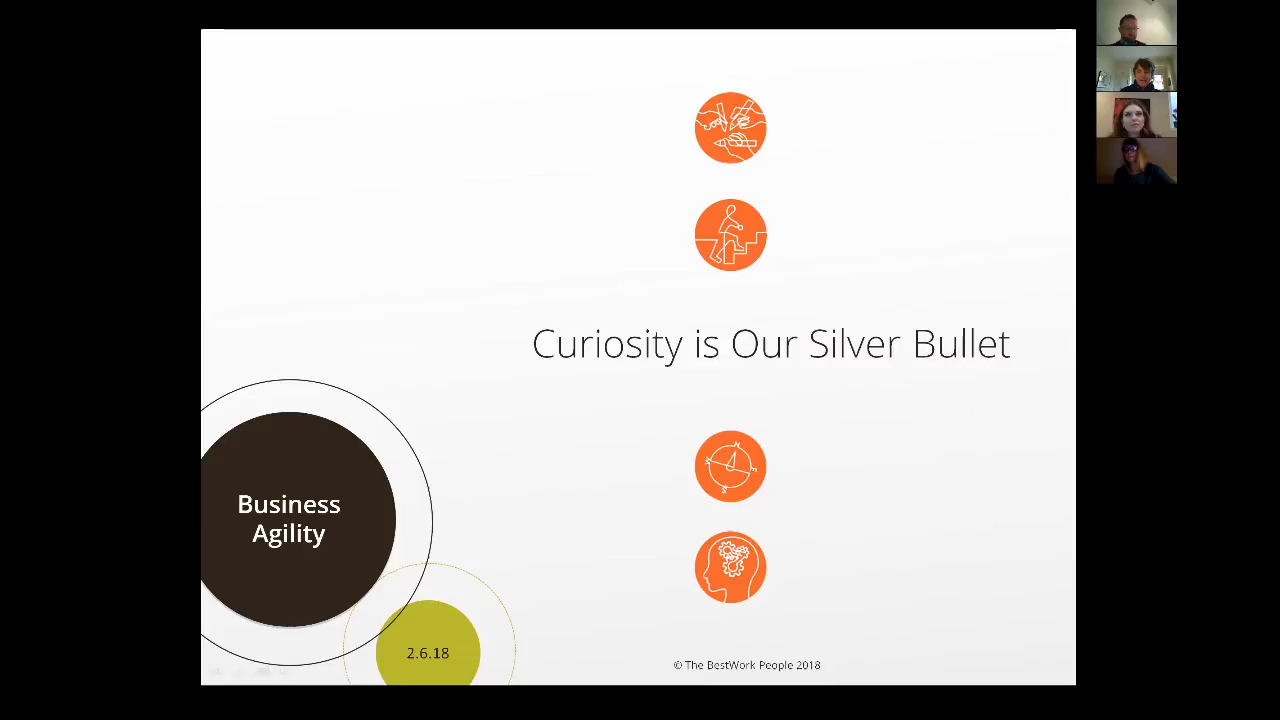 Curiosity is Our Silver Bullet
Business
Agility
2.6.18
© The BestWork People 2018